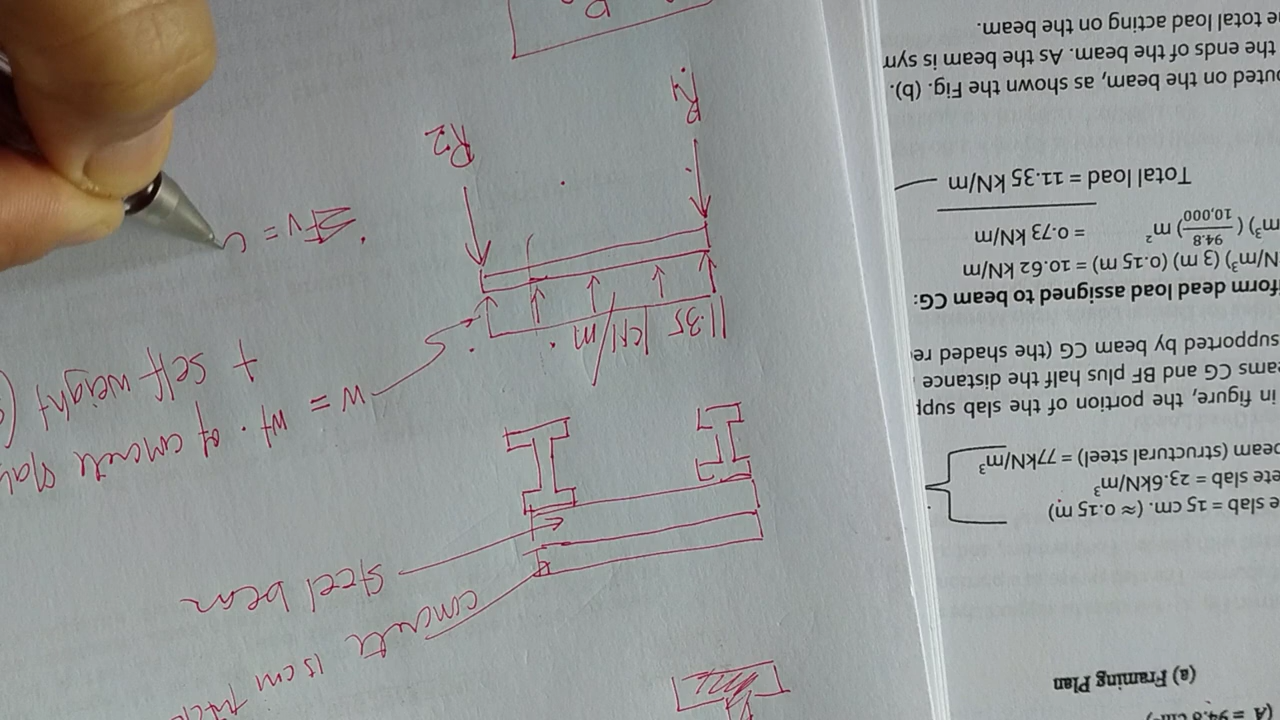 (A = 94.8 cm²)
(a) Framing Plan
e slab = 15 cm. (≈ 0.15 m)
ete slab = 23.6kN/m³
beam (structural steel) = 77kN/m³
in figure, the portion of the slab supp
eams CG and BF plus half the distance
supported by beam CG (the shaded re
form dead load assigned to beam CG:
N/m³) (3 m) (0.15 m) = 10.62 kN/m
m³) (94.8/10,000) m² = 0.73 kN/m
Total load = 11.35 kN/m
uted on the beam, as shown the Fig. (b).
the ends of the beam. As the beam is sym
e total load acting on the beam.
concrete 15 cm thick
steel beam
W = wt. of concrete slab
+ self weight (
11.35 kN/m
ΣFv = 0
R1
R2